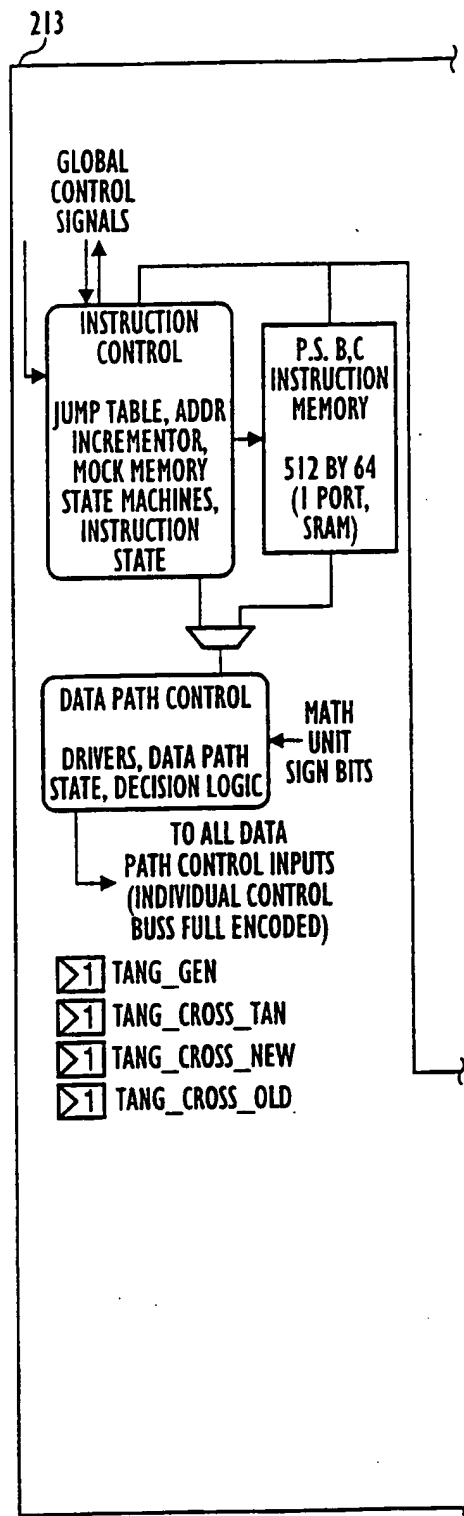 213
GLOBAL
CONTROL
SIGNALS
INSTRUCTION
CONTROL
JUMP TABLE, ADDR
INCREMENTOR,
MOCK MEMORY
STATE MACHINES,
INSTRUCTION
STATE
P.S. B,C
INSTRUCTION
MEMORY
512 BY 64
(1 PORT,
SRAM)
DATA PATH CONTROL
DRIVERS, DATA PATH
STATE, DECISION LOGIC
MATH
UNIT
SIGN BITS
TO ALL DATA
PATH CONTROL INPUTS
(INDIVIDUAL CONTROL
BUSS FULL ENCODED)
>1 TANG_GEN
>1 TANG_CROSS_TAN
>1 TANG_CROSS_NEW
>1 TANG_CROSS_OLD